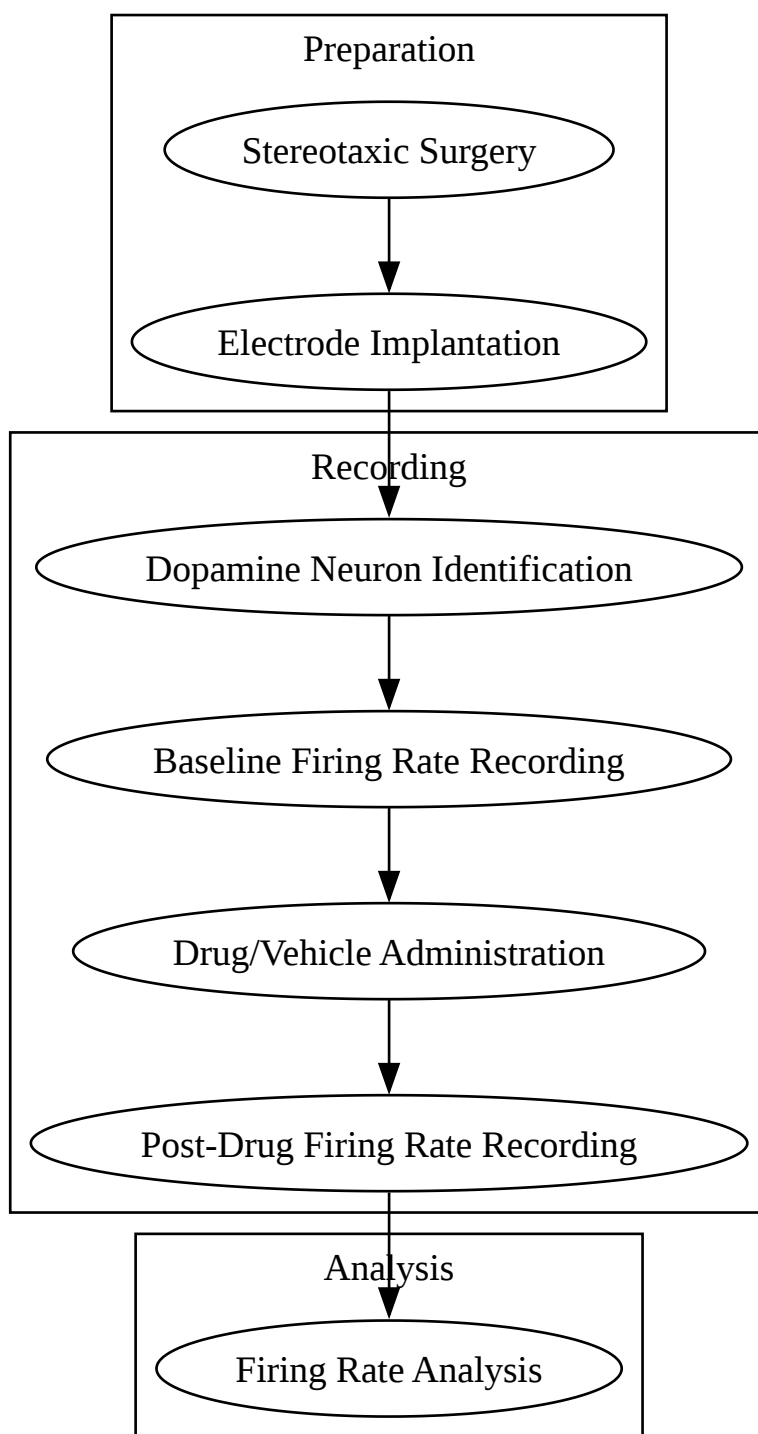 Preparation
Stereotaxic Surgery
Electrode Implantation
Recording
Dopamine Neuron Identification
Baseline Firing Rate Recording
Drug/Vehicle Administration
Post-Drug Firing Rate Recording
Analysis
Firing Rate Analysis